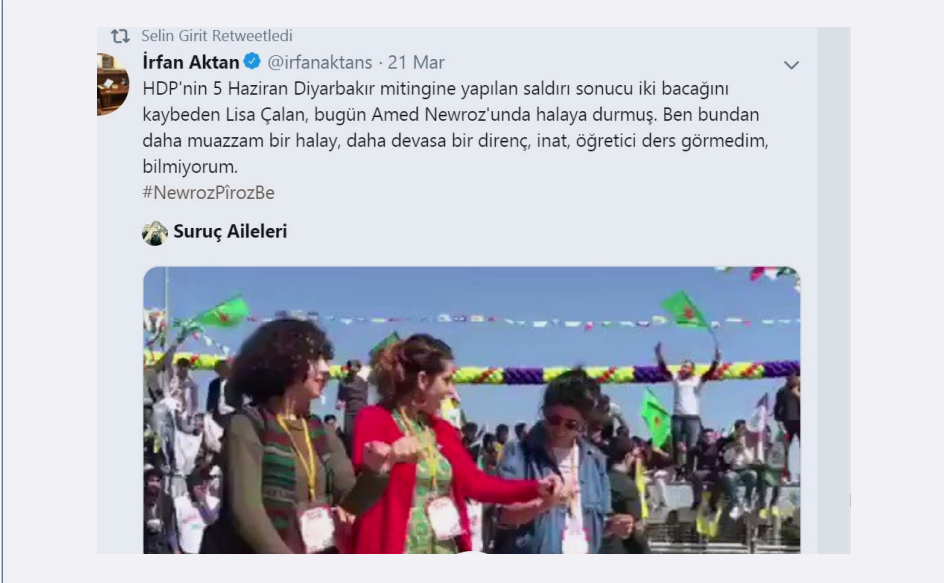 Selin Girit Retweetledi
İrfan Aktan @irfanaktans · 21 Mar
HDP'nin 5 Haziran Diyarbakır mitingine yapılan saldırı sonucu iki bacağını
kaybeden Lisa Çalan, bugün Amed Newroz'unda halaya durmuş. Ben bundan
daha muazzam bir halay, daha devasa bir direnç, inat, öğretici ders görmedim,
bilmiyorum.
#NewrozPîrozBe
Suruç Aileleri